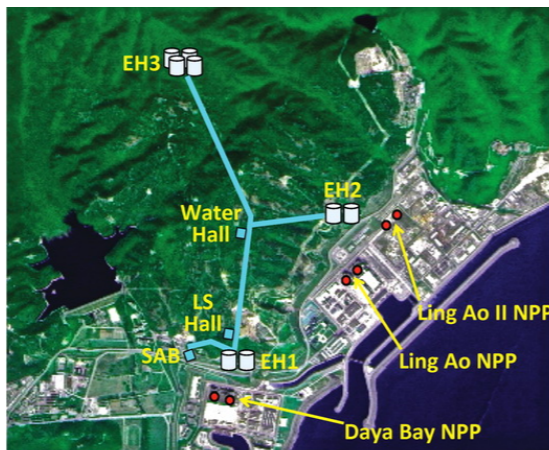 EH3
EH2
Water
Hall
LS
Hall
Ling Ao II NPP
SAB
EH1
Ling Ao NPP
Daya Bay NPP